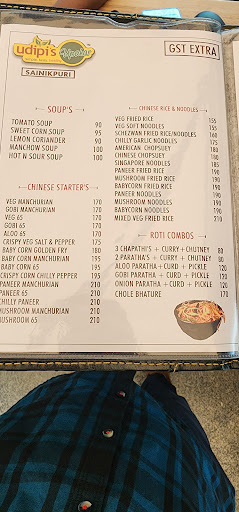 udipi's Upahar
SAINIKPURI
GST EXTRA
SOUP'S
TOMATO SOUP 90
SWEET CORN SOUP 95
LEMON CORIANDER 90
MANCHOW SOUP 100
HOT N SOUR SOUP 100
CHINESE STARTER'S
VEG MANCHURIAN 170
GOBI MANCHURIAN 170
VEG 65 170
GOBI 65 170
ALOO 65 170
CRISPY VEG SALT & PEPPER 175
BABY CORN GOLDEN FRY 180
BABY CORN MANCHURIAN 195
BABY CORN 65 195
CRISPY CORN CHILLY PEPPER 195
PANEER MANCHURIAN 210
PANEER 65 210
CHILLY PANEER 210
MUSHROOM MANCHURIAN 210
MUSHROOM 65 210
CHINESE RICE & NOODLES
VEG FRIED RICE 155
VEG SOFT NOODLES 155
SCHEZWAN FRIED RICE/NOODLES 160
CHILLY GARLIC NOODLES 175
AMERICAN CHOPSUEY 180
CHINESE CHOPSUEY 180
SINGAPORE NOODLES
PANEER FRIED RICE 190
MUSHROOM FRIED RICE 190
BABYCORN FRIED RICE 190
PANEER NOODLES 190
MUSHROOM NOODLES 190
BABYCORN NOODLES 190
MIXED VEG FRIED RICE 210
ROTI COMBOS
3 CHAPATHI'S + CURRY + CHUTNEY 80
2 PARATHA'S + CURRY + CHUTNEY 90
ALOO PARATHA + CURD + PICKLE 120
GOBI PARATHA + CURD + PICKLE 120
ONION PARATHA + CURD + PICKLE 120
CHOLE BHATURE 170